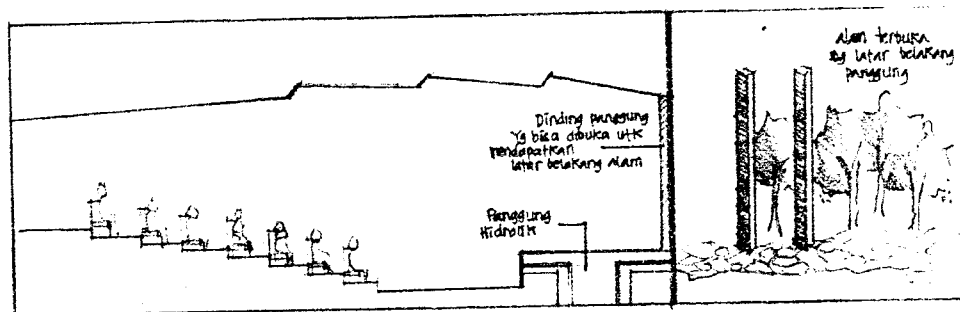 Dinding panggung
Yg bisa dibuka utk
mendapatkan
latar belakang alam
Panggung
Hidrolik
alam terbuka
sbg latar belakang
panggung